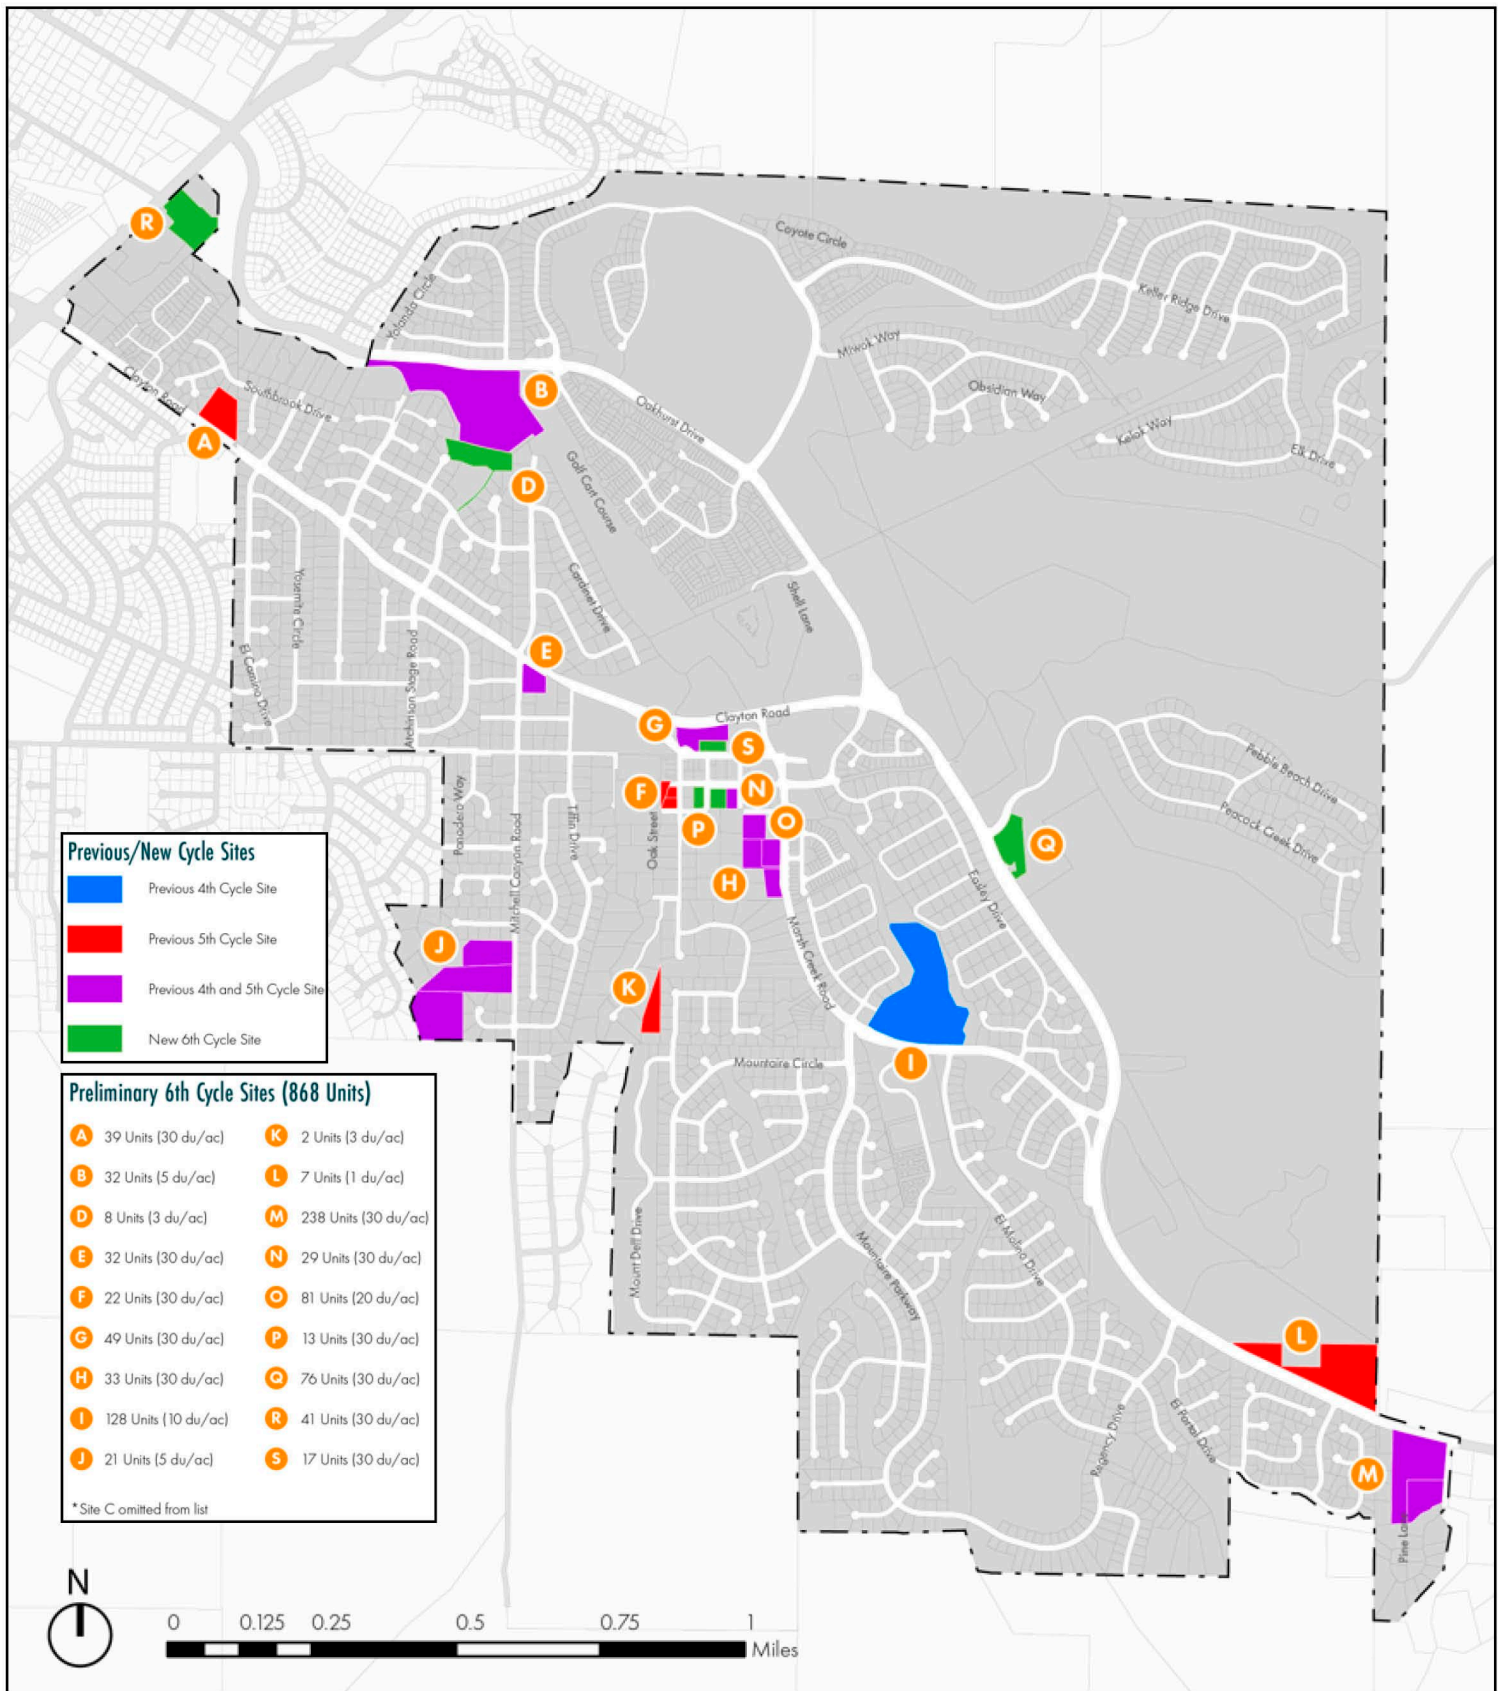 R
Coyote Circle
Keller Ridge Drive
Yolanda Circle
Miwok Way
Obsidian Way
Kelok Way
Elk Drive
Clayton Road
Southbrook Drive
A
B
Oakhurst Drive
D
Golf Cart Course
Yosemite Circle
El Camino Drive
Atchinson Stage Road
Cardinet Drive
Shell Lane
E
G
Clayton Road
S
F
N
P
O
H
Pebble Beach Drive
Peacock Creek Drive
Q
Easley Drive
Pandero Way
Mitchell Canyon Road
Tiffin Drive
Oak Street
Marsh Creek Road
J
K
I
Mountaire Circle
Mount Dell Drive
Mountaire Parkway
El Molino Drive
Regency Drive
El Portal Drive
L
M
Previous/New Cycle Sites
Previous 4th Cycle Site
Previous 5th Cycle Site
Previous 4th and 5th Cycle Site
New 6th Cycle Site
Preliminary 6th Cycle Sites (868 Units)
A 39 Units (30 du/ac)
B 32 Units (5 du/ac)
D 8 Units (3 du/ac)
E 32 Units (30 du/ac)
F 22 Units (30 du/ac)
G 49 Units (30 du/ac)
H 33 Units (30 du/ac)
I 128 Units (10 du/ac)
J 21 Units (5 du/ac)
K 2 Units (3 du/ac)
L 7 Units (1 du/ac)
M 238 Units (30 du/ac)
N 29 Units (30 du/ac)
O 81 Units (20 du/ac)
P 13 Units (30 du/ac)
Q 76 Units (30 du/ac)
R 41 Units (30 du/ac)
S 17 Units (30 du/ac)
*Site C omitted from list
N
0 0.125 0.25 0.5 0.75 1
Miles